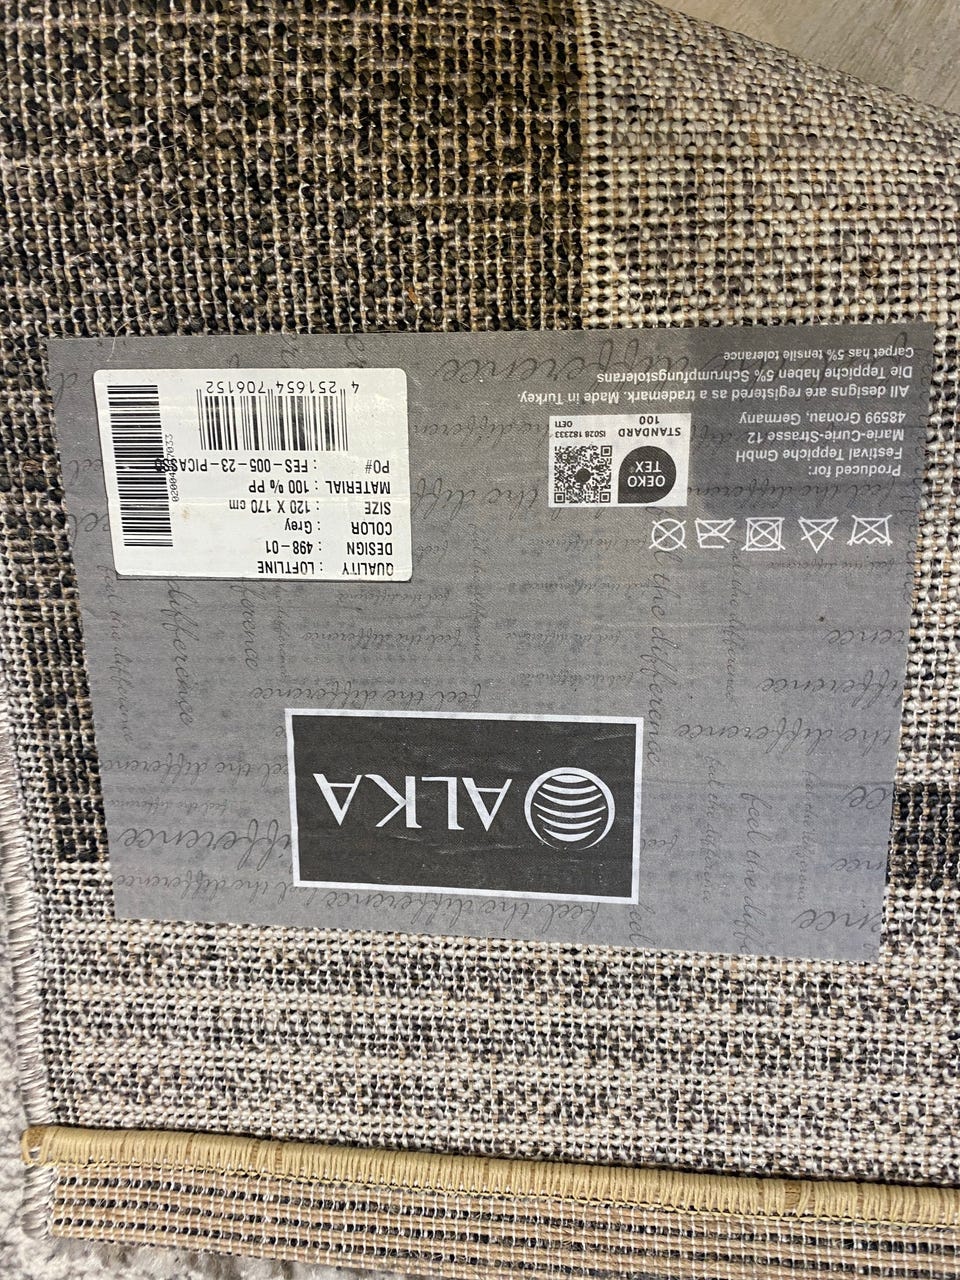 ALKA
QUALITY : LOFTLINE
DESIGN : 498-01
COLOR : Grey
SIZE : 120 X 170 cm
MATERIAL : 100 % PP
PO# : FES-005-23-PICASSO
4 251654 706152
OEKO
TEX®
STANDARD
100
IS028 182333
OETI
Produced for:
Festival Teppiche GmbH
Marie-Curie-Strasse 12
48599 Gronau, Germany
All designs are registered as a trademark. Made in Turkey.
Die Teppiche haben 5% Schrumpfungstolerans
Carpet has 5% tensile tolerance
feel the difference